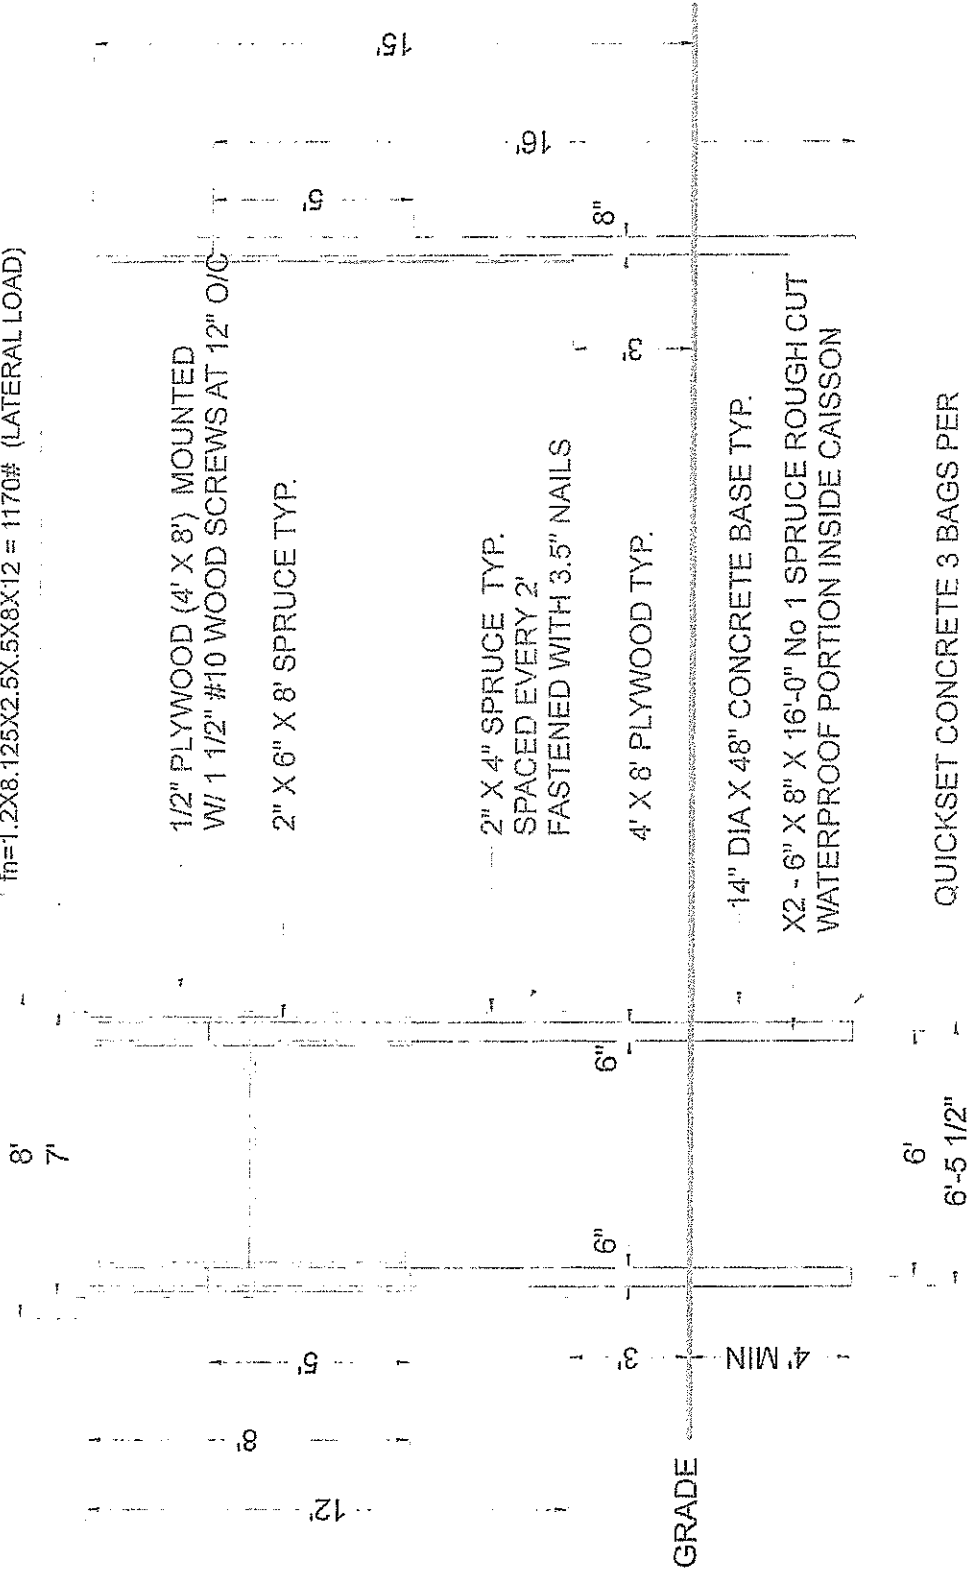 fn=1.2X8.125X2.5X.5X8X12 = 1170# (LATERAL LOAD)
8'
7'
15'
16'
5'
1/2" PLYWOOD (4' X 8') MOUNTED
W/ 1 1/2" #10 WOOD SCREWS AT 12" O/C
2" X 6" X 8' SPRUCE TYP.
5'
8'
12'
2" X 4" SPRUCE TYP.
SPACED EVERY 2'
FASTENED WITH 3.5" NAILS
4' X 8' PLYWOOD TYP.
6"
6"
8"
3'
3'
GRADE
4' MIN
14" DIA X 48" CONCRETE BASE TYP.
X2 - 6" X 8" X 16'-0" No 1 SPRUCE ROUGH CUT
WATERPROOF PORTION INSIDE CAISSON
6'
6'-5 1/2"
QUICKSET CONCRETE 3 BAGS PER